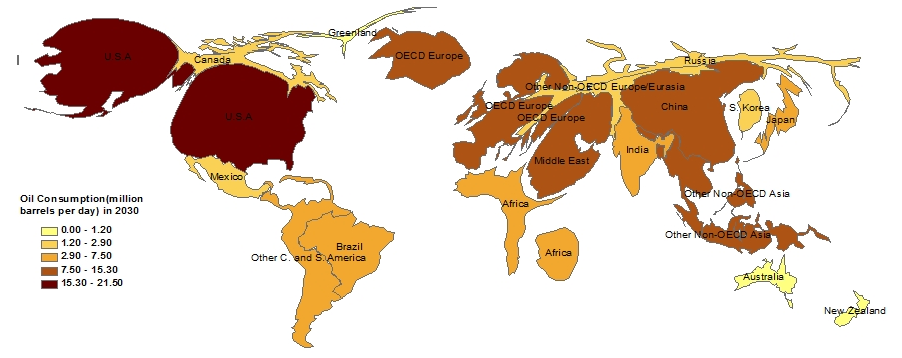 Greenland
U.S.A
Canada
OECD Europe
Russia
Other Non-OECD Europe/Eurasia
OECD Europe
China
S. Korea
U.S.A
OECD Europe
Japan
India
Middle East
Mexico
Other Non-OECD Asia
Africa
Other Non-OECD Asia
Brazil
Africa
Other C. and S. America
Australia
New Zealand
Oil Consumption(million
barrels per day) in 2030
0.00 - 1.20
1.20 - 2.90
2.90 - 7.50
7.50 - 15.30
15.30 - 21.50